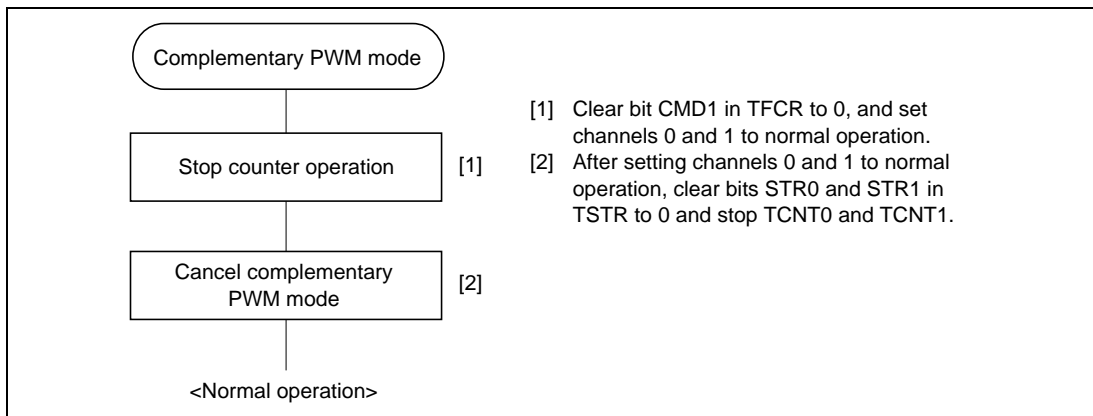 Complementary PWM mode
Stop counter operation
[1]
Cancel complementary
PWM mode
[2]
<Normal operation>
[1] Clear bit CMD1 in TFCR to 0, and set
channels 0 and 1 to normal operation.
[2] After setting channels 0 and 1 to normal
operation, clear bits STR0 and STR1 in
TSTR to 0 and stop TCNT0 and TCNT1.